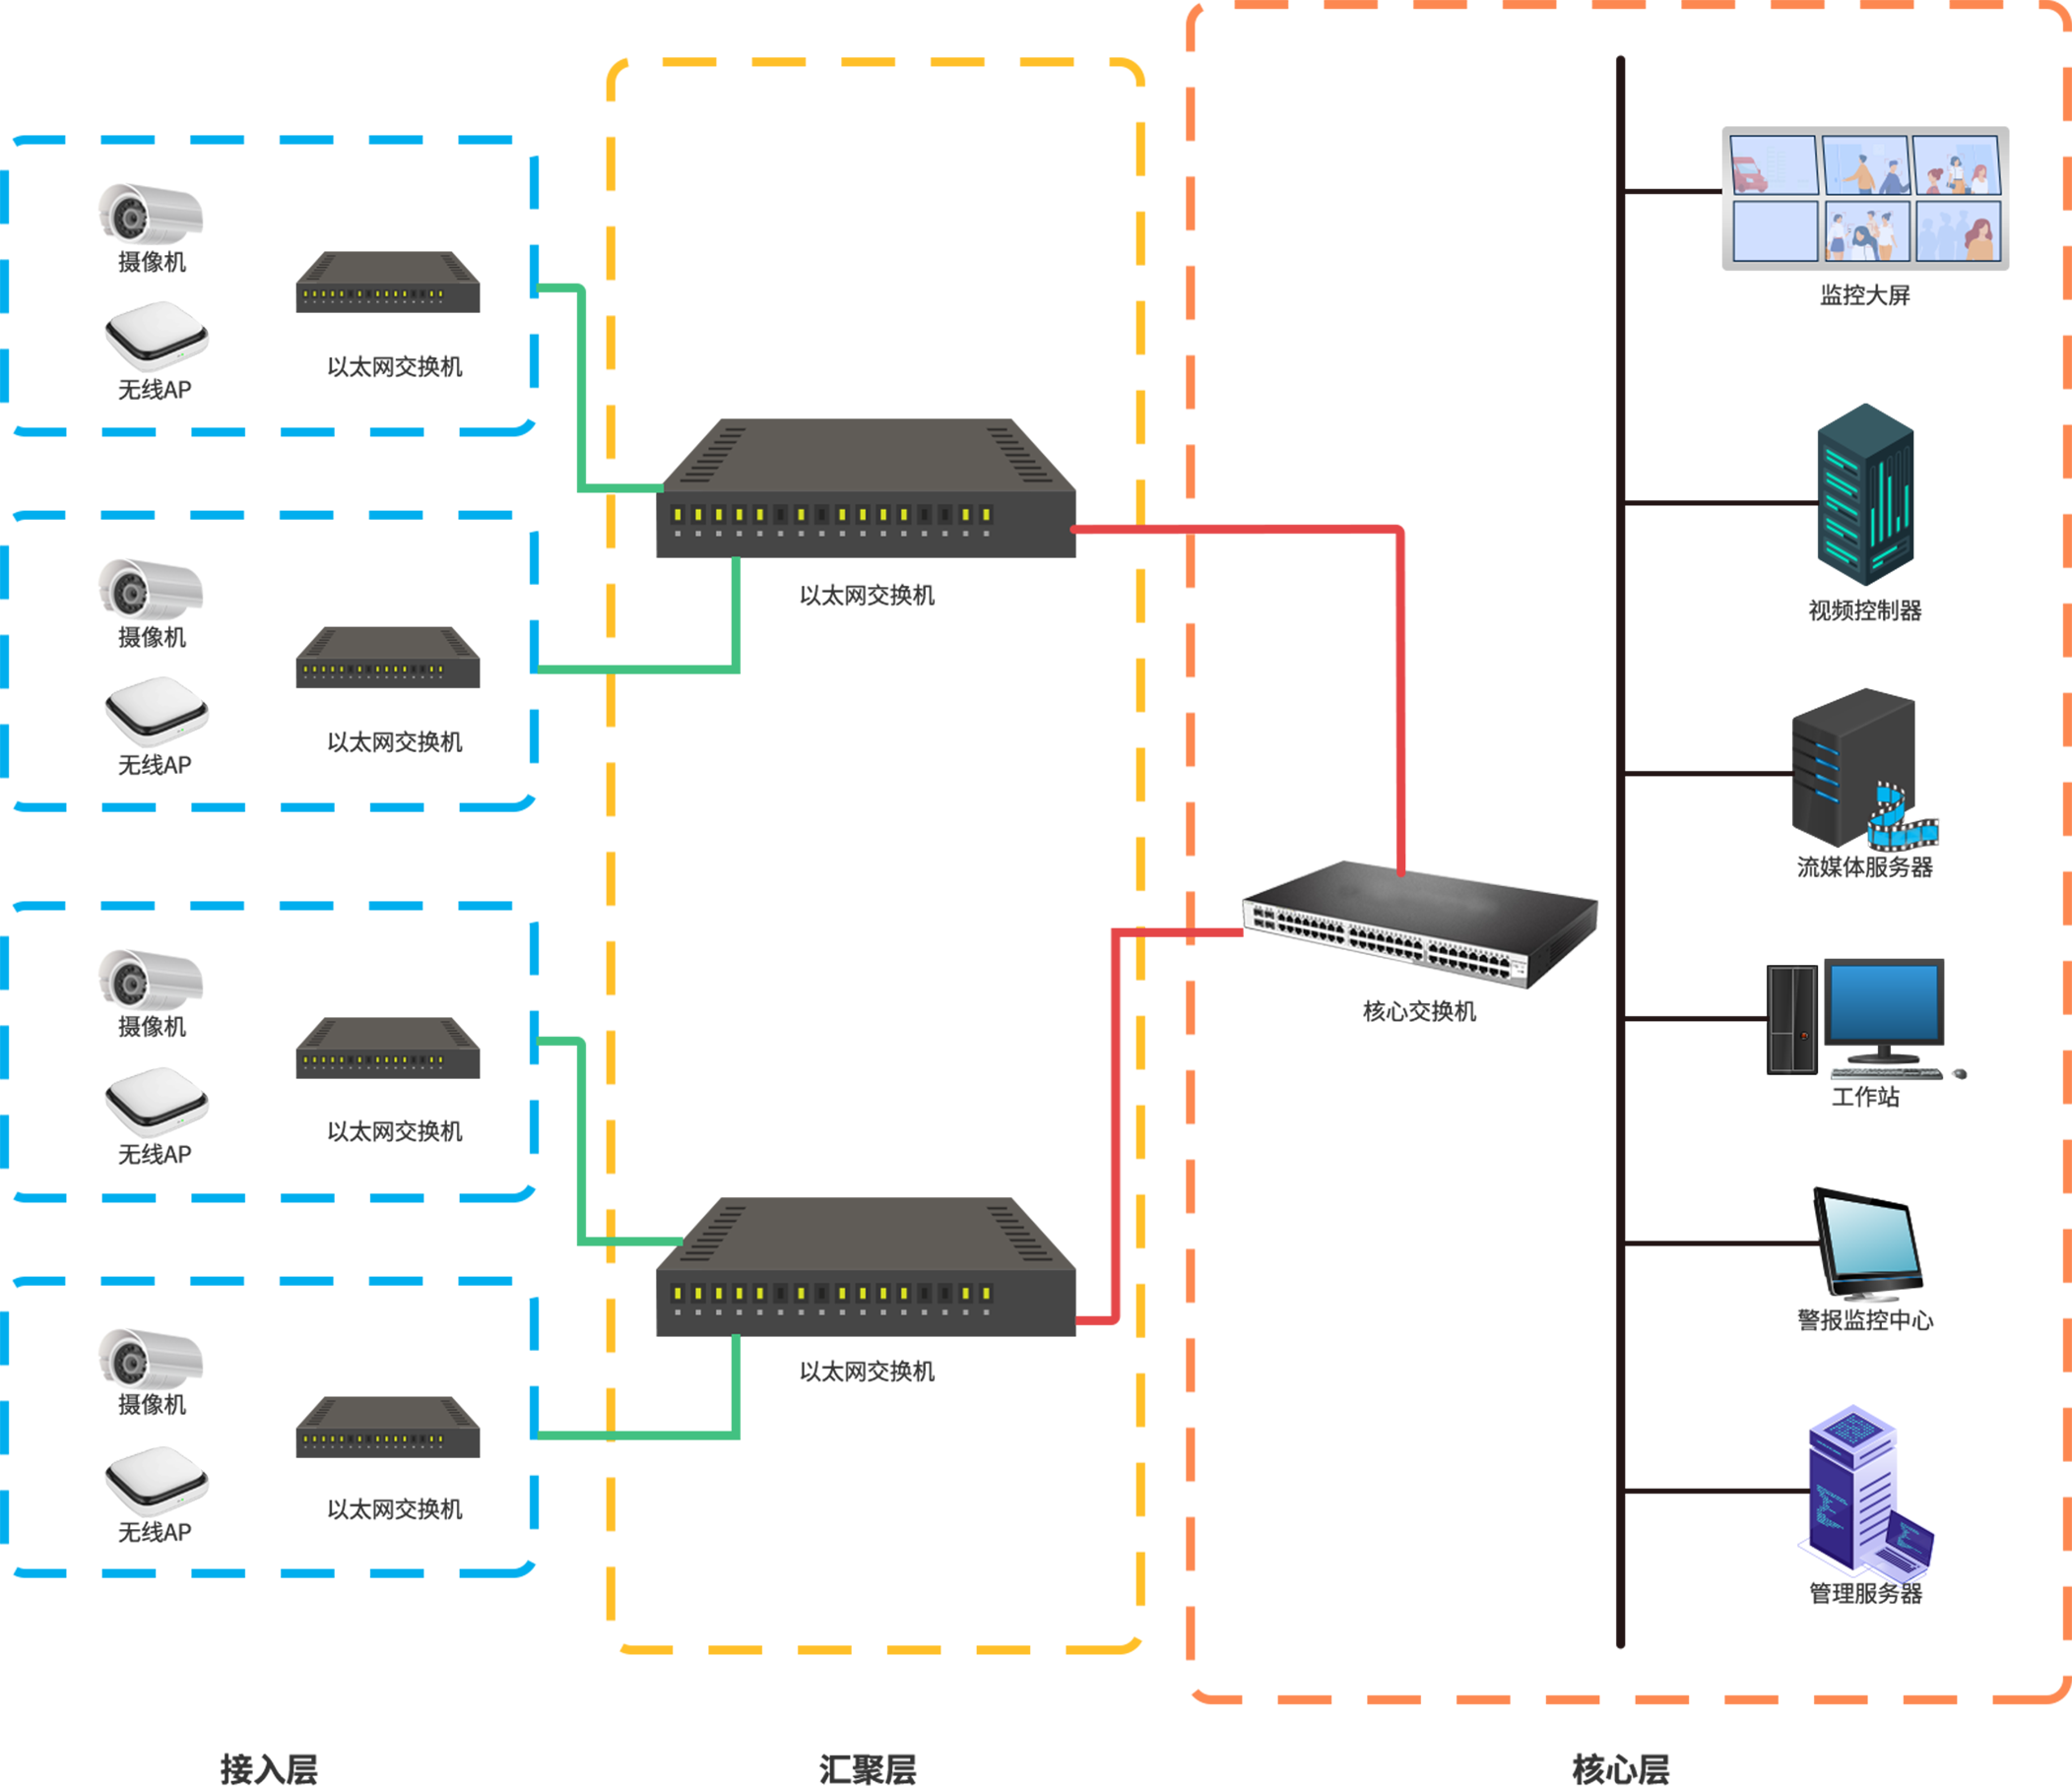 摄像机
无线AP
以太网交换机
摄像机
无线AP
以太网交换机
摄像机
无线AP
以太网交换机
摄像机
无线AP
以太网交换机
以太网交换机
以太网交换机
核心交换机
监控大屏
视频控制器
流媒体服务器
工作站
警报监控中心
管理服务器
接入层
汇聚层
核心层